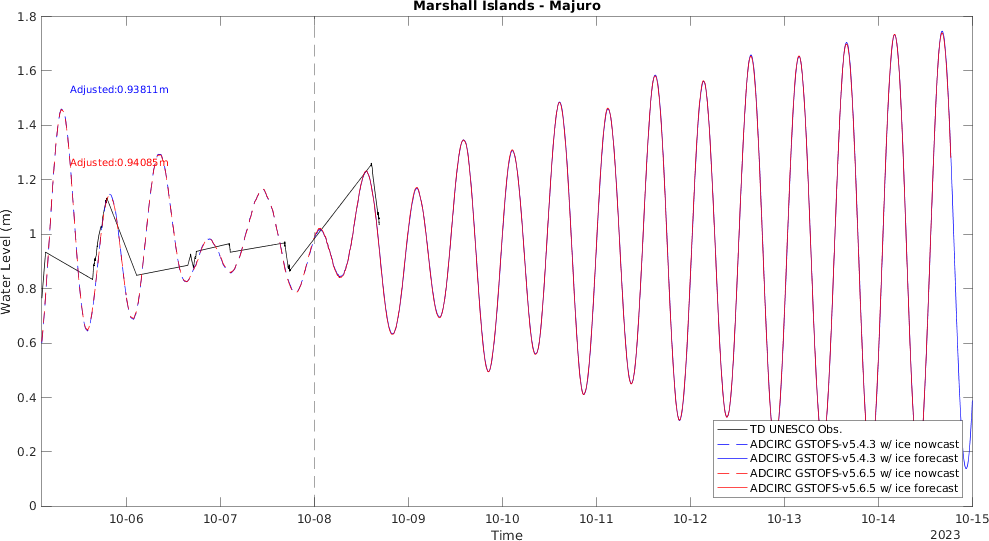 Marshall Islands - Majuro
1.8
1.6
1.4
1.2
1
0.8
0.6
0.4
0.2
0
Water Level (m)
Adjusted:0.93811m
Adjusted:0.94085m
TD UNESCO Obs.
ADCIRC GSTOFS-v5.4.3 w/ ice nowcast
ADCIRC GSTOFS-v5.4.3 w/ ice forecast
ADCIRC GSTOFS-v5.6.5 w/ ice nowcast
ADCIRC GSTOFS-v5.6.5 w/ ice forecast
10-06 10-07 10-08 10-09 10-10 10-11 10-12 10-13 10-14 10-15
Time
2023